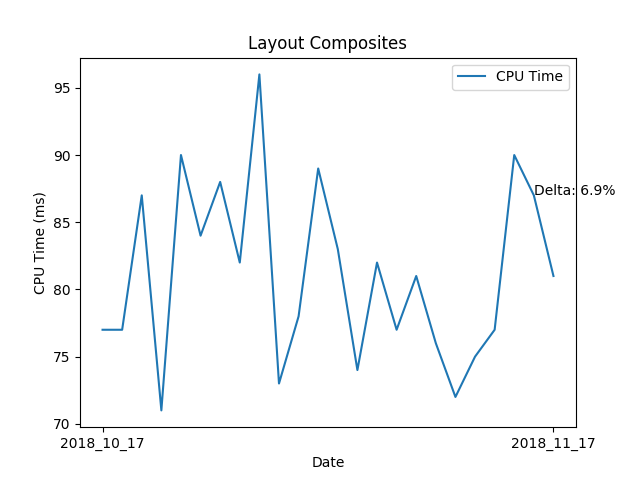 Layout Composites
CPU Time
95
90
85
80
75
70
CPU Time (ms)
Delta: 6.9%
2018_10_17
2018_11_17
Date